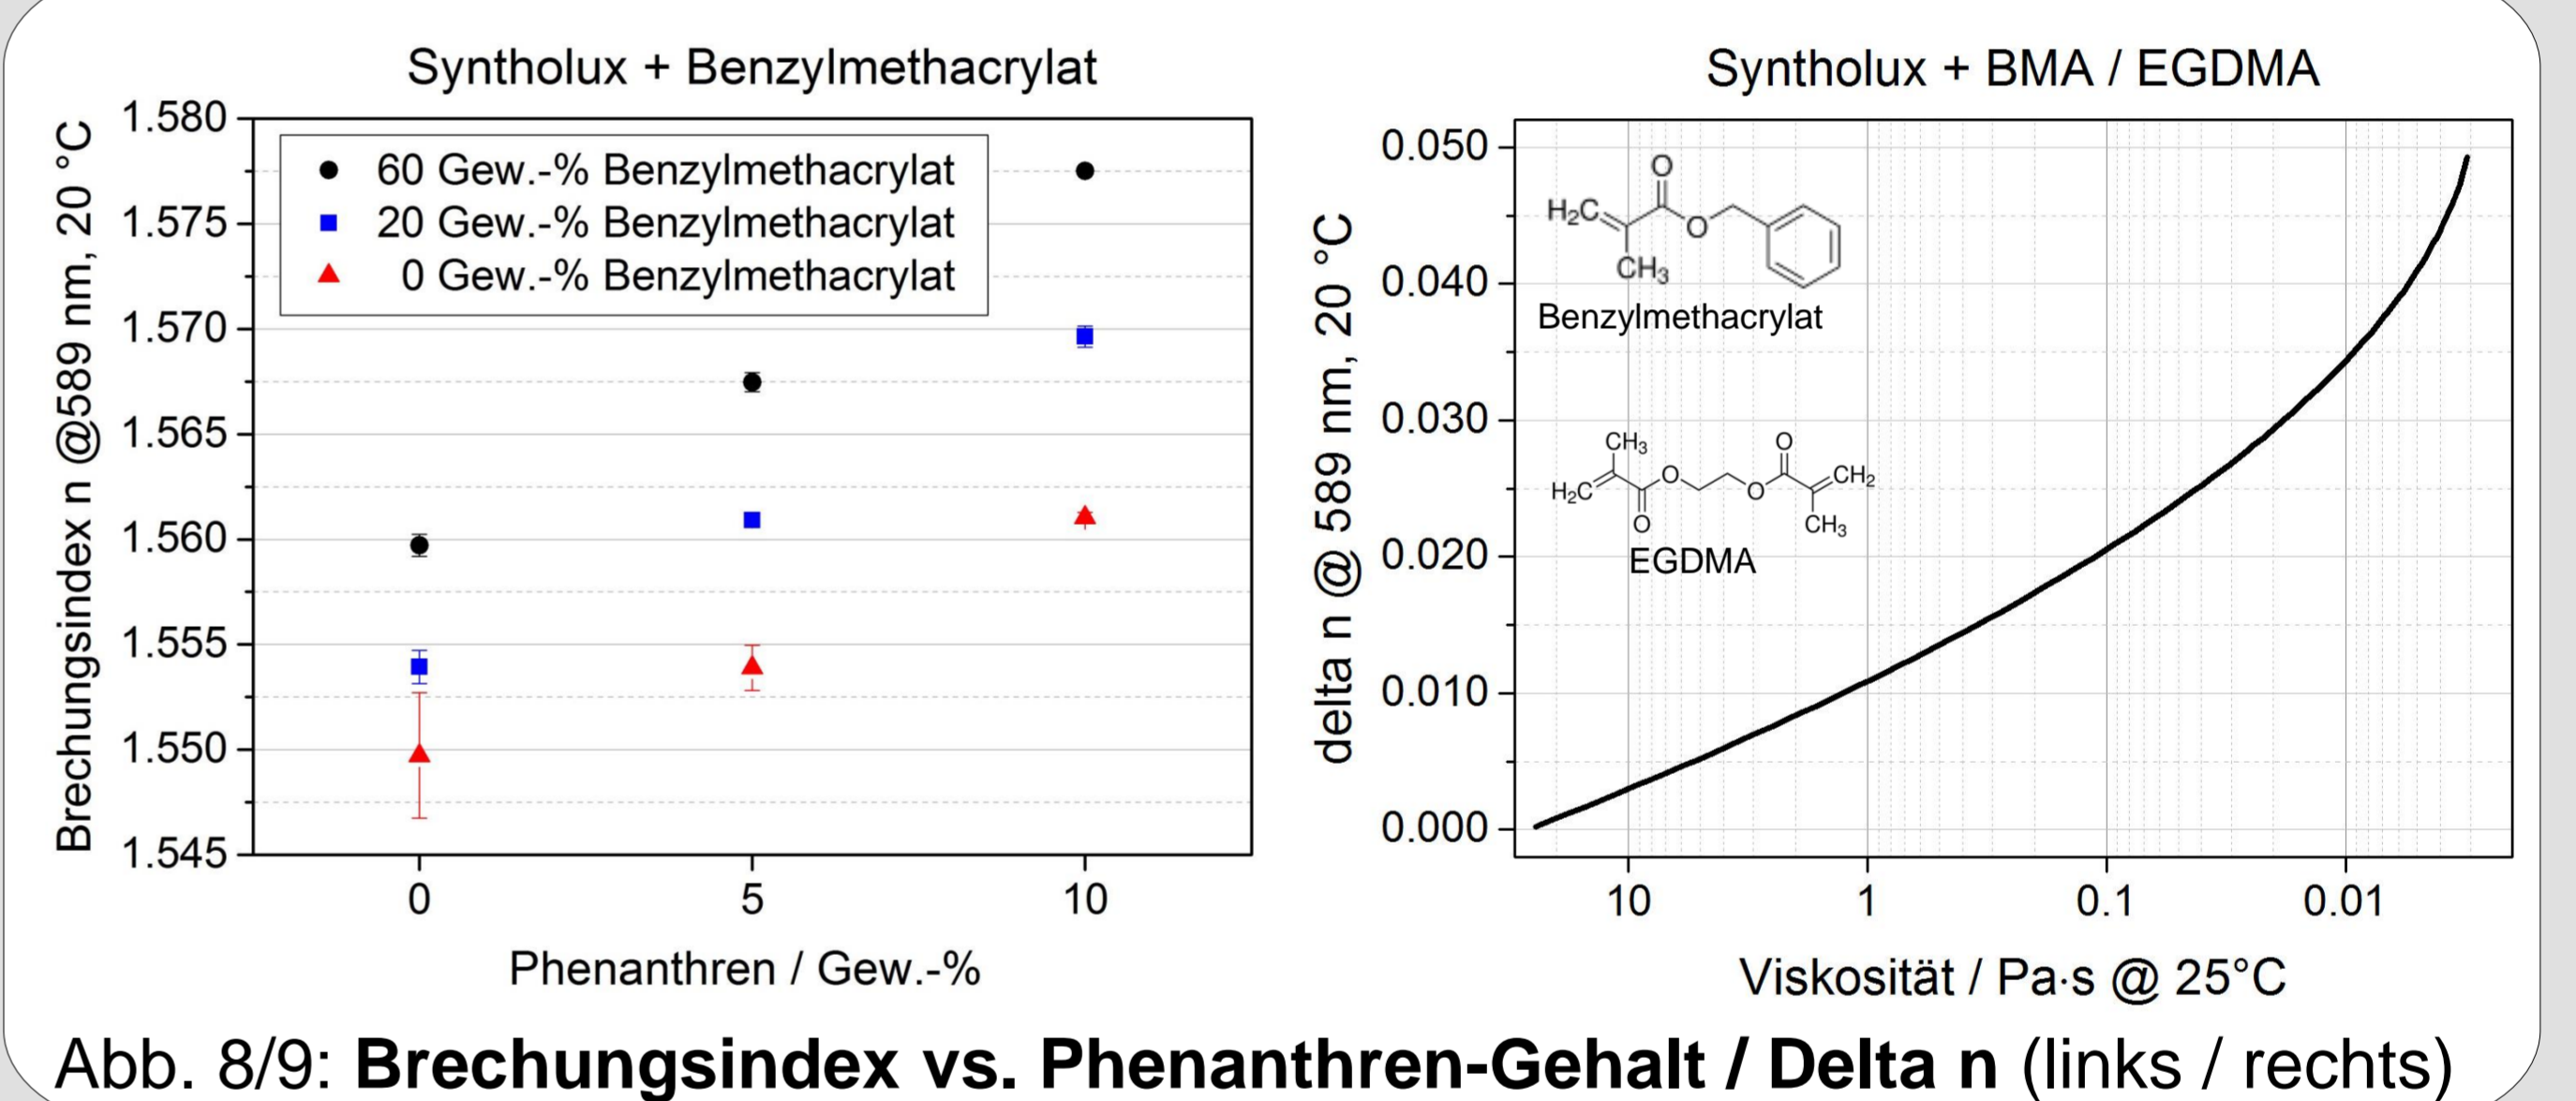 Syntholux + Benzylmethacrylat
Brechungsindex n @589 nm, 20 °C
1.580
1.575
1.570
1.565
1.560
1.555
1.550
1.545
60 Gew.-% Benzylmethacrylat
20 Gew.-% Benzylmethacrylat
0 Gew.-% Benzylmethacrylat
0 5 10
Phenanthren / Gew.-%
Syntholux + BMA / EGDMA
delta n @ 589 nm, 20 °C
0.050
0.040
0.030
0.020
0.010
0.000
O
H₂C
O
CH₃
Benzylmethacrylat
CH₃ O
O CH₂
H₂C O
O CH₃
EGDMA
10 1 0.1 0.01
Viskosität / Pa·s @ 25°C
Abb. 8/9: Brechungsindex vs. Phenanthren-Gehalt / Delta n (links / rechts)